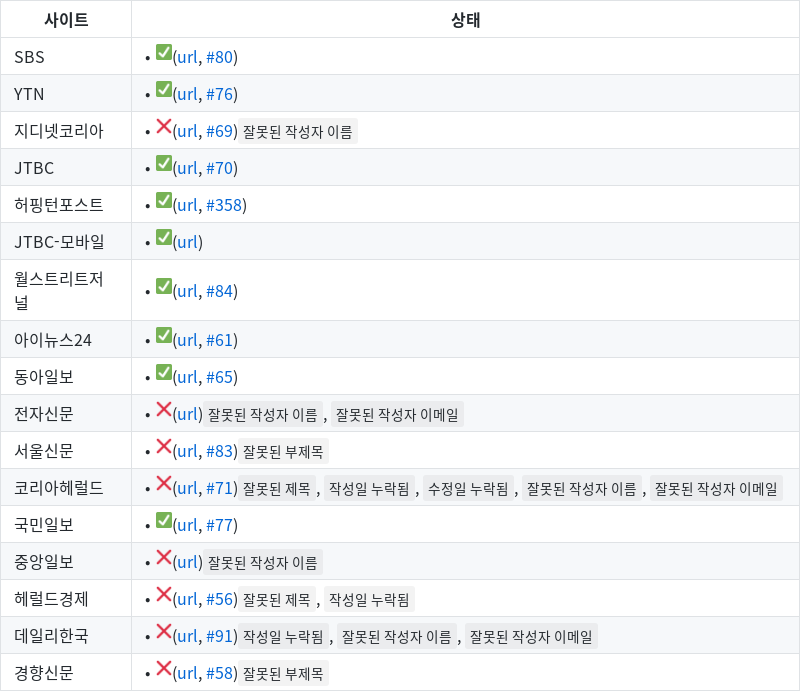 사이트 상태
SBS • ✅(url, #80)
YTN • ✅(url, #76)
지디넷코리아 • ❌(url, #69) 잘못된 작성자 이름
JTBC • ✅(url, #70)
허핑턴포스트 • ✅(url, #358)
JTBC-모바일 • ✅(url)
월스트리트저
널 • ✅(url, #84)
아이뉴스24 • ✅(url, #61)
동아일보 • ✅(url, #65)
전자신문 • ❌(url) 잘못된 작성자 이름 , 잘못된 작성자 이메일
서울신문 • ❌(url, #83) 잘못된 부제목
코리아헤럴드 • ❌(url, #71) 잘못된 제목 , 작성일 누락됨 , 수정일 누락됨 , 잘못된 작성자 이름 , 잘못된 작성자 이메일
국민일보 • ✅(url, #77)
중앙일보 • ❌(url) 잘못된 작성자 이름
헤럴드경제 • ❌(url, #56) 잘못된 제목 , 작성일 누락됨
데일리한국 • ❌(url, #91) 작성일 누락됨 , 잘못된 작성자 이름 , 잘못된 작성자 이메일
경향신문 • ❌(url, #58) 잘못된 부제목